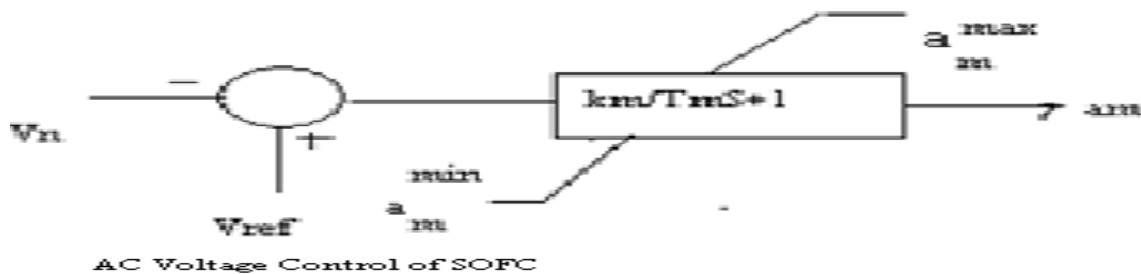 a max m
km/TmS+1
am
Vn
min
a m
Vref
AC Voltage Control of SOFC